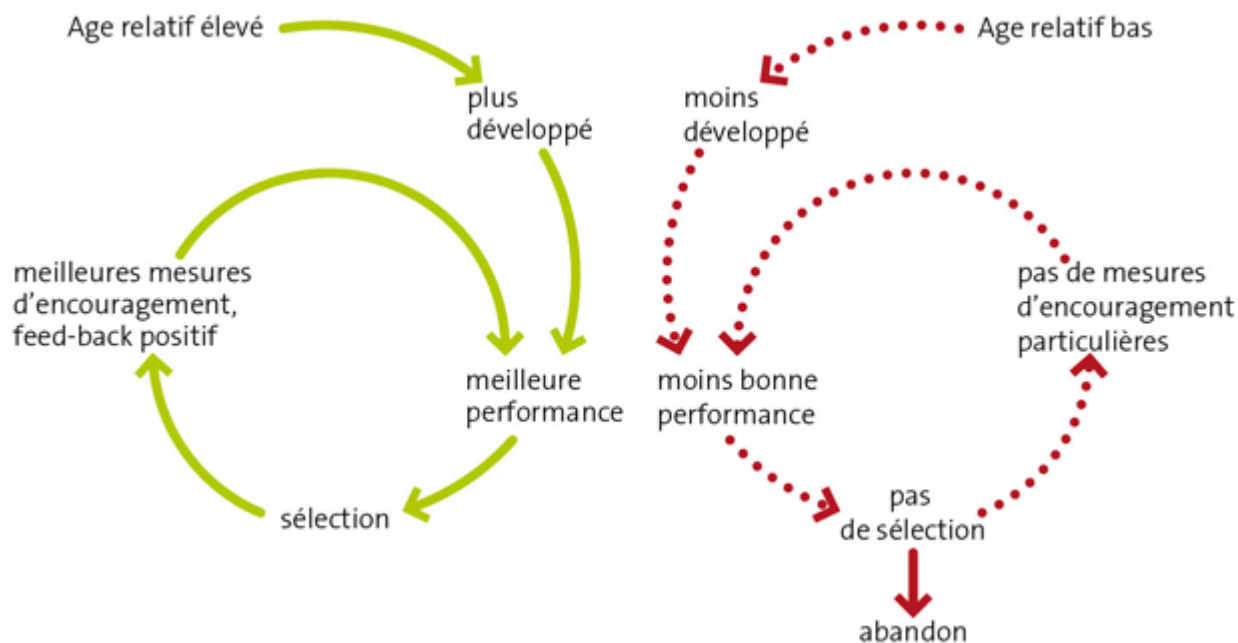 Age relatif élevé
Age relatif bas
plus
développé
moins
développé
meilleures mesures
d'encouragement,
feed-back positif
pas de mesures
d'encouragement
particulières
meilleure
performance
moins bonne
performance
sélection
pas
de sélection
abandon